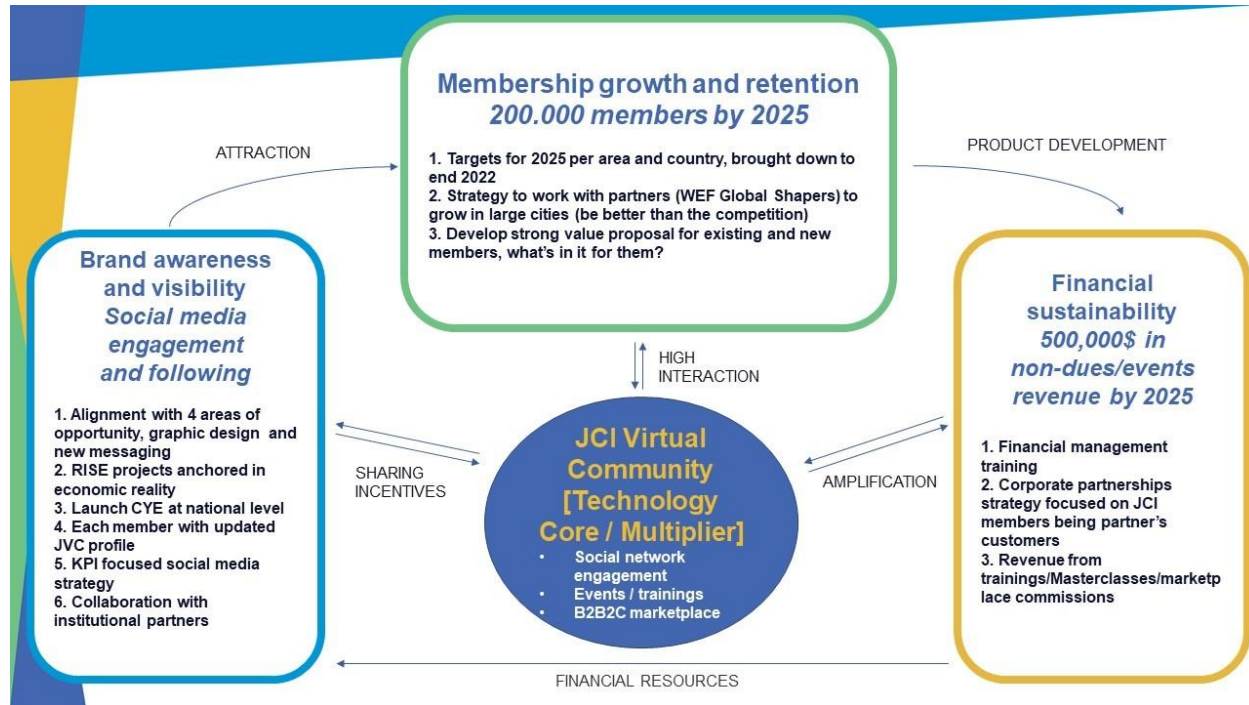 Membership growth and retention
200.000 members by 2025
1. Targets for 2025 per area and country, brought down to
end 2022
2. Strategy to work with partners (WEF Global Shapers) to
grow in large cities (be better than the competition)
3. Develop strong value proposal for existing and new
members, what's in it for them?
ATTRACTION
PRODUCT DEVELOPMENT
Brand awareness
and visibility
Social media
engagement
and following
1. Alignment with 4 areas of
opportunity, graphic design and
new messaging
2. RISE projects anchored in
economic reality
3. Launch CYE at national level
4. Each member with updated
JVC profile
5. KPI focused social media
strategy
6. Collaboration with
institutional partners
HIGH
INTERACTION
SHARING
INCENTIVES
JCI Virtual
Community
[Technology
Core / Multiplier]
• Social network
engagement
• Events / trainings
• B2B2C marketplace
AMPLIFICATION
Financial
sustainability
500,000$ in
non-dues/events
revenue by 2025
1. Financial management
training
2. Corporate partnerships
strategy focused on JCI
members being partner's
customers
3. Revenue from
trainings/Masterclasses/marketp
lace commissions
FINANCIAL RESOURCES